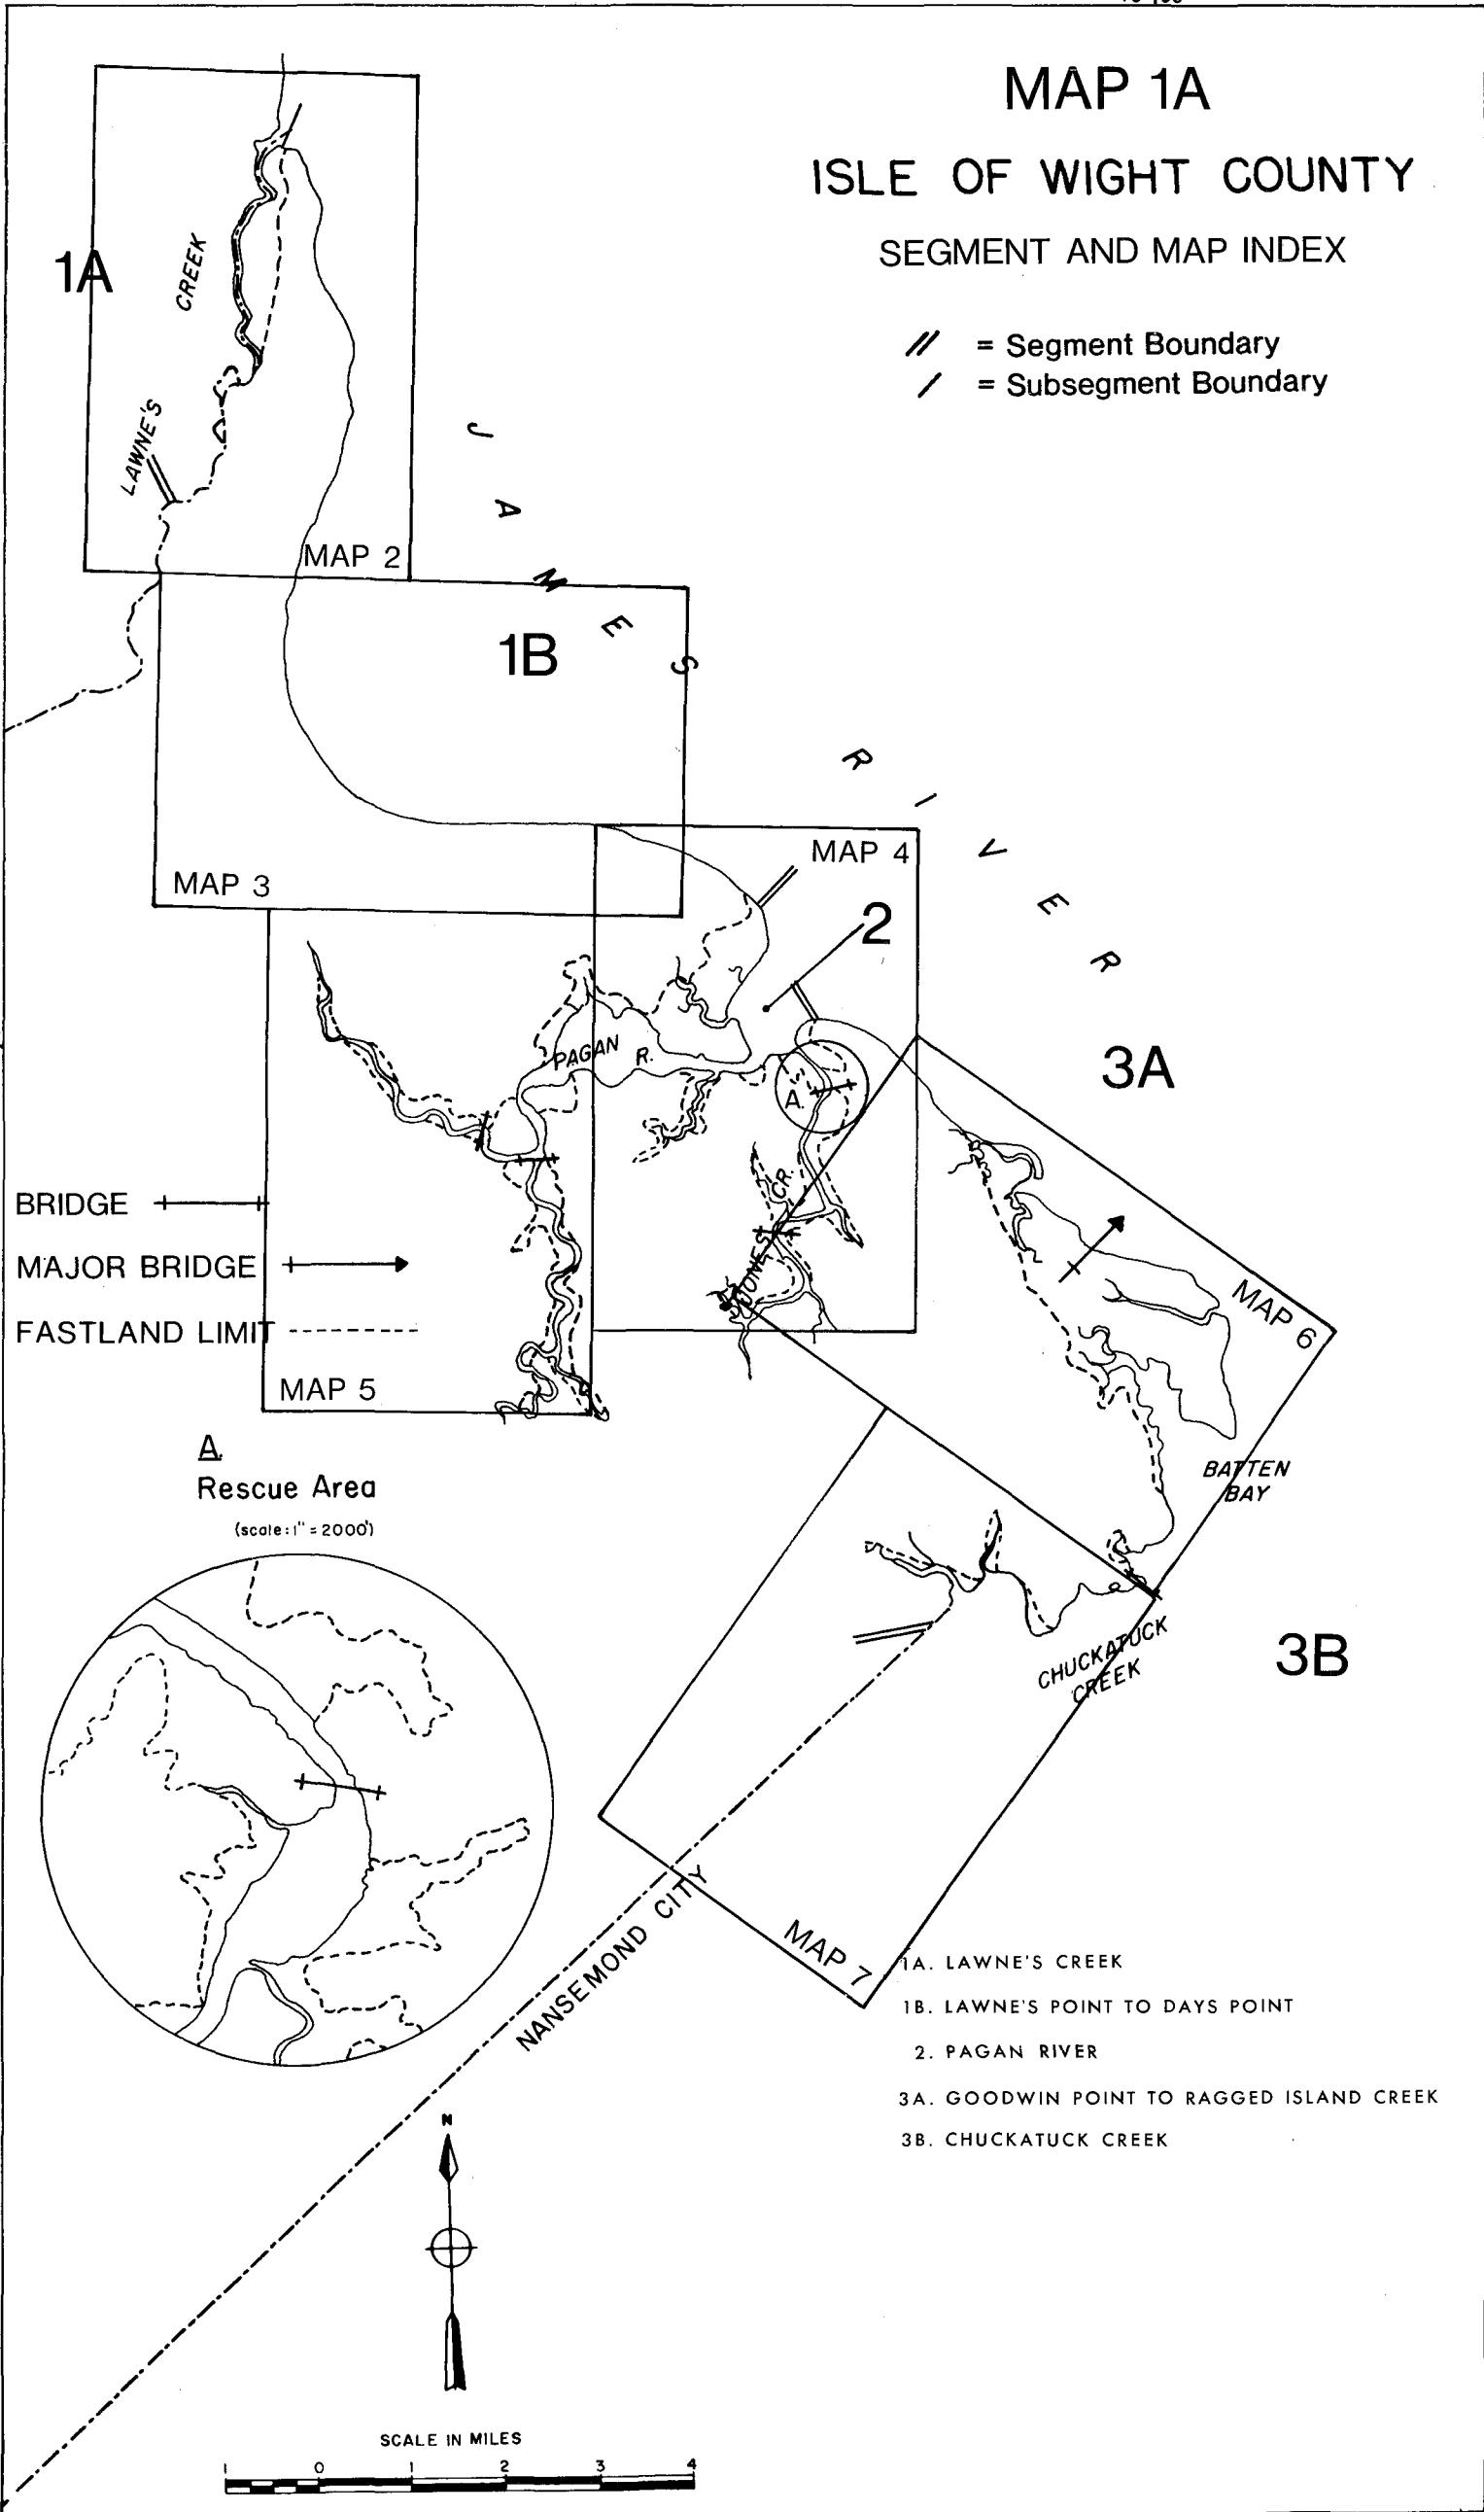 MAP 1A
ISLE OF WIGHT COUNTY
SEGMENT AND MAP INDEX
// = Segment Boundary
/ = Subsegment Boundary
1A
CREEK
LAWNE'S
MAP 2
JAMES
RIVER
1B
MAP 3
MAP 4
2
PAGAN R.
A.
3A
JONES CR.
BRIDGE
MAJOR BRIDGE
FASTLAND LIMIT
MAP 5
MAP 6
BATTEN
BAY
A.
Rescue Area
(scale: 1" = 2000')
CHUCKATUCK
CREEK
3B
NANSEMOND CITY
MAP 7
1A. LAWNE'S CREEK
1B. LAWNE'S POINT TO DAYS POINT
2. PAGAN RIVER
3A. GOODWIN POINT TO RAGGED ISLAND CREEK
3B. CHUCKATUCK CREEK
N
SCALE IN MILES
1 0 1 2 3 4